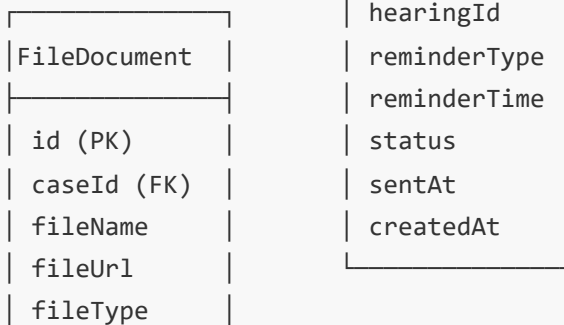 hearingId
FileDocument
reminderType
reminderTime
id (PK)
status
caseId (FK)
sentAt
fileName
createdAt
fileUrl
fileType